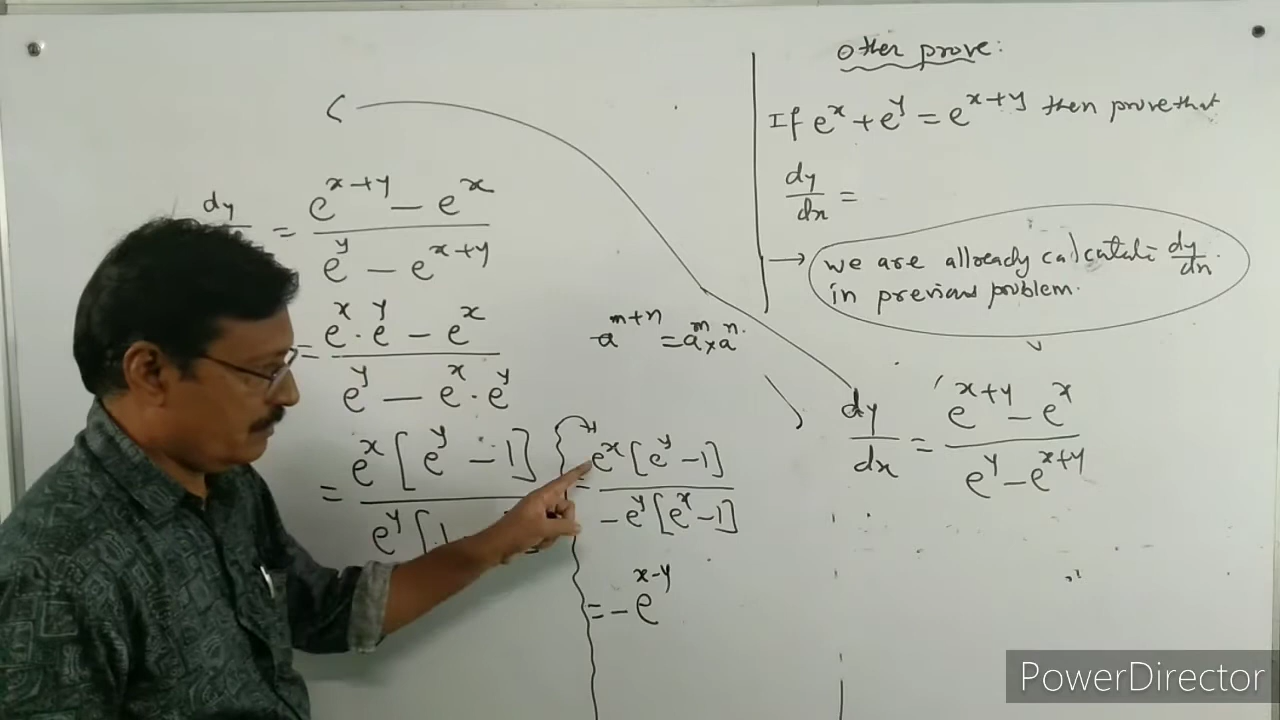 dy = e^{x+y} - e^x / e^y - e^{x+y}
= e^x · e^y - e^x / e^y - e^x · e^y
= e^x [ e^y - 1 ] / e^y [ 1
a^{m+n} = a^m × a^n.
= e^x [ e^y - 1 ] / - e^y [ e^x - 1 ]
= - e^{x-y}
other prove:
If e^x + e^y = e^{x+y} then prove that
dy/dx =
→ we are allready calculate dy/dx.
in previous problem.
dy/dx = e^{x+y} - e^x / e^y - e^{x+y}
PowerDirector